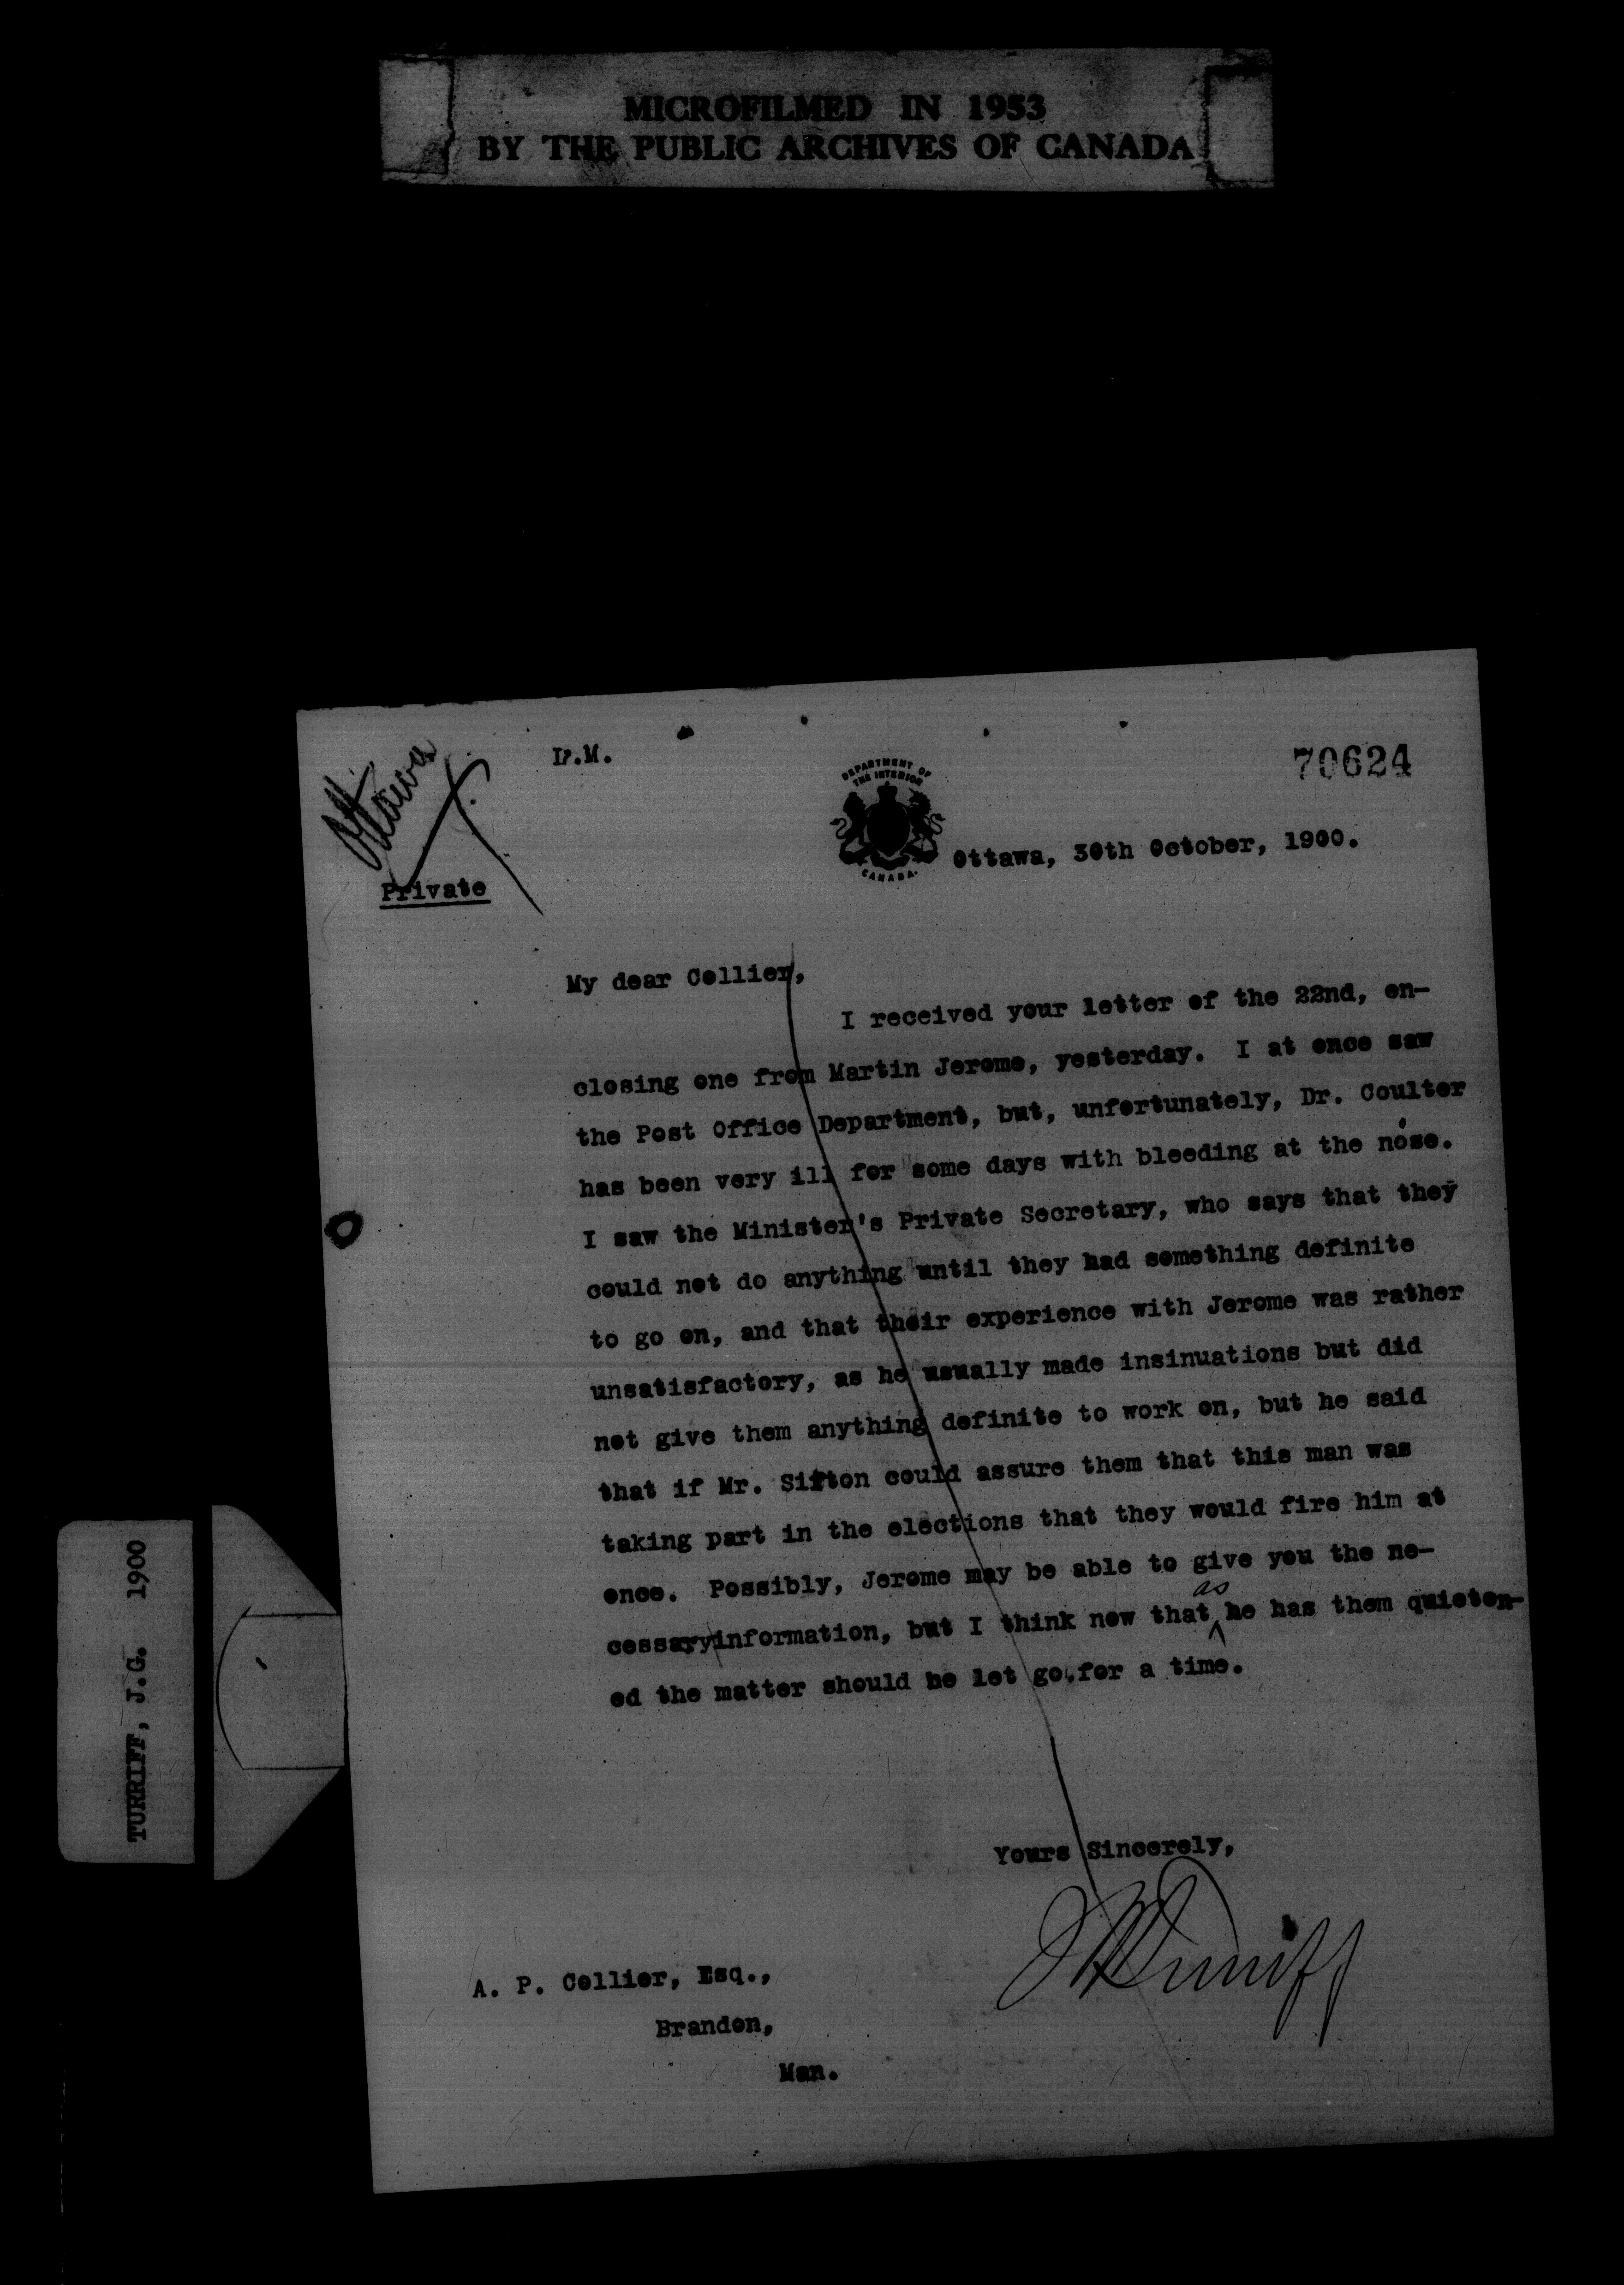 MICROFILMED IN 1953
BY THE PUBLIC ARCHIVES OF CANADA
Ottawa
70624
DEPARTMENT OF
THE INTERIOR
CANADA.
Ottawa, 30th October, 1900.
Private
My dear Collier,
I received your letter of the 22nd, en-
closing one from Martin Jerome, yesterday. I at once saw
the Post Office Department, but, unfortunately, Dr. Coulter
has been very ill for some days with bleeding at the nose.
I saw the Minister's Private Secretary, who says that they
could not do anything until they had something definite
to go on, and that their experience with Jerome was rather
unsatisfactory, as he usually made insinuations but did
not give them anything definite to work on, but he said
that if Mr. Sifton could assure them that this man was
taking part in the elections that they would fire him at
once. Possibly, Jerome may be able to give you the ne-
cessary information, but I think now that as he has them quieten-
ed the matter should be let go for a time.
Yours Sincerely,
J G Turriff
A. P. Collier, Esq.,
Brandon,
Man.
TURRIFF, J.G. 1900